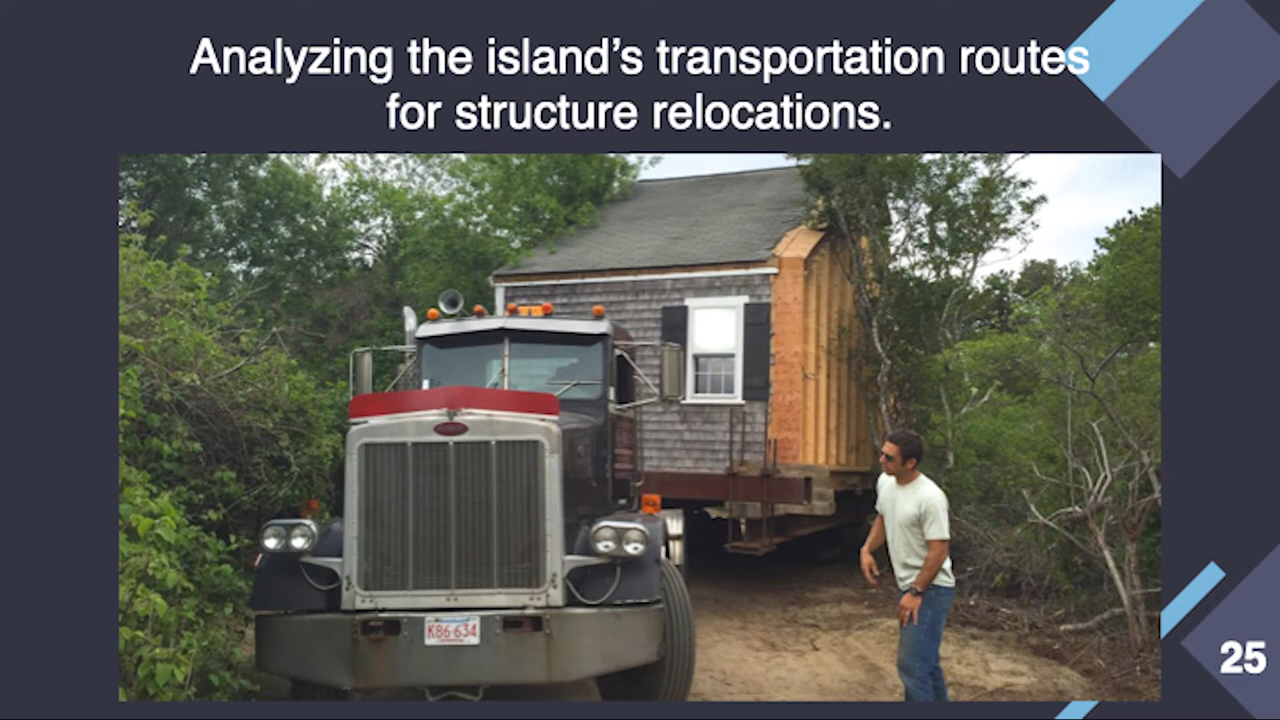 Analyzing the island’s transportation routes
for structure relocations.
K86 634
25